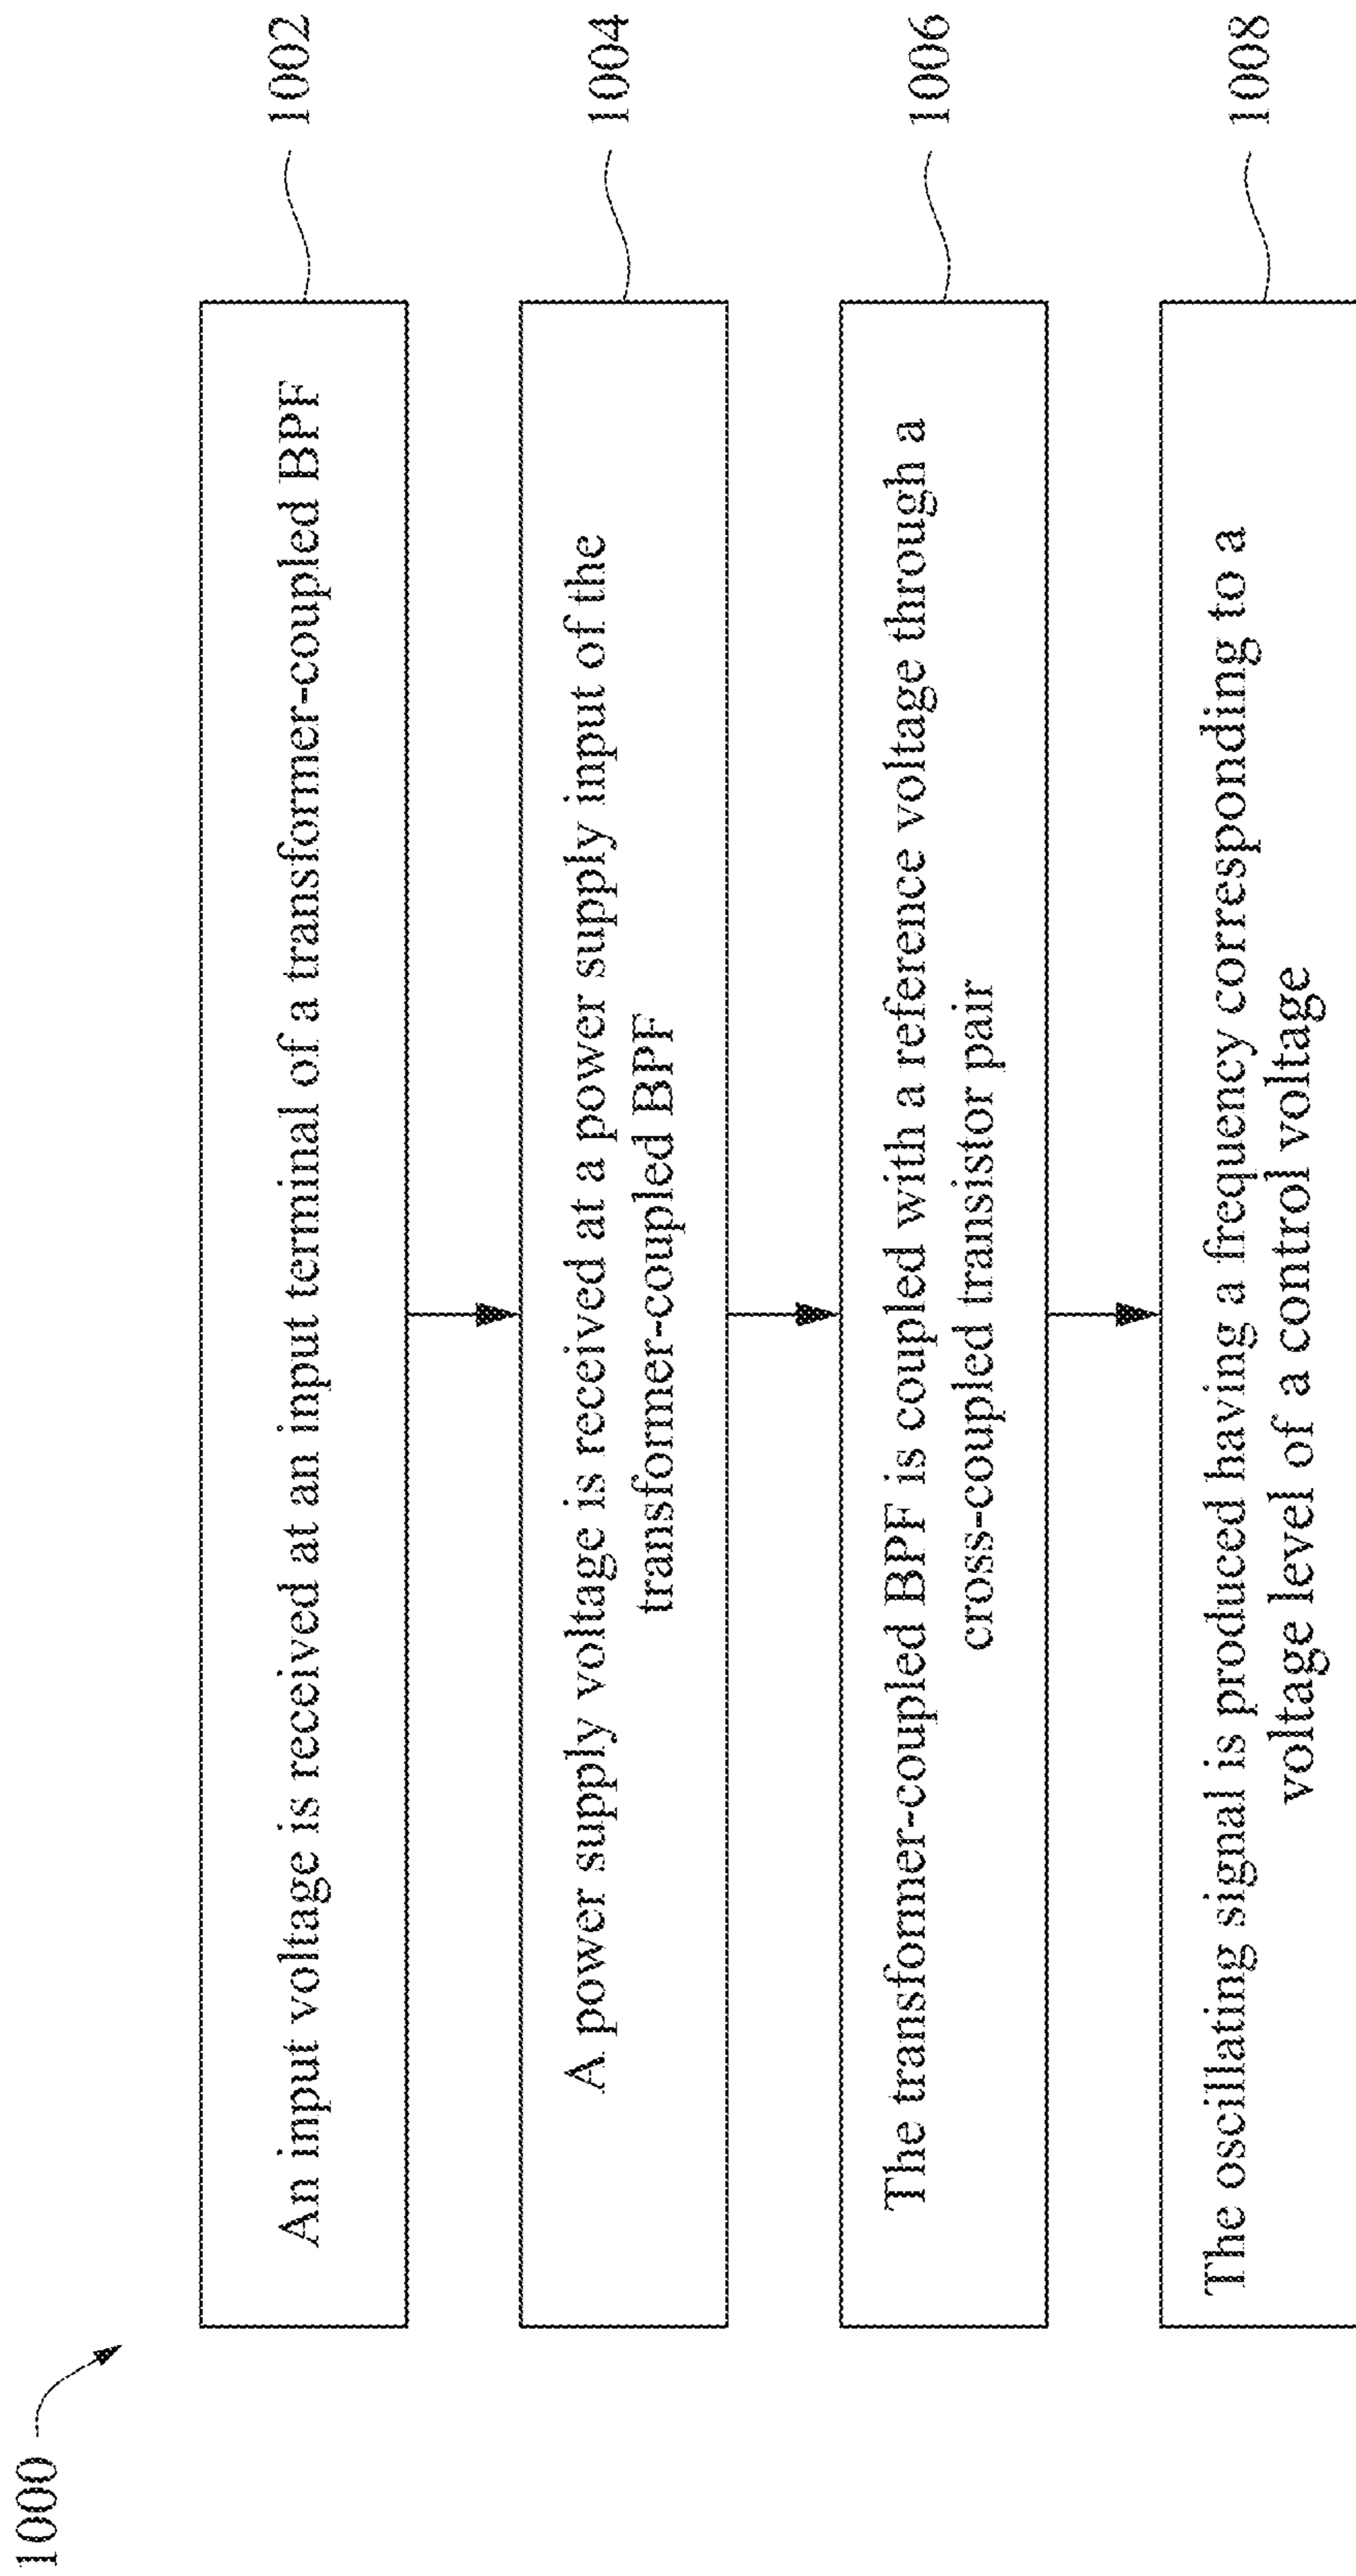 1000
An input voltage is received at an input terminal of a transformer-coupled BPF
1002
A power supply voltage is received at a power supply input of the
transformer-coupled BPF
1004
The transformer-coupled BPF is coupled with a reference voltage through a
cross-coupled transistor pair
1006
The oscillating signal is produced having a frequency corresponding to a
voltage level of a control voltage
1008